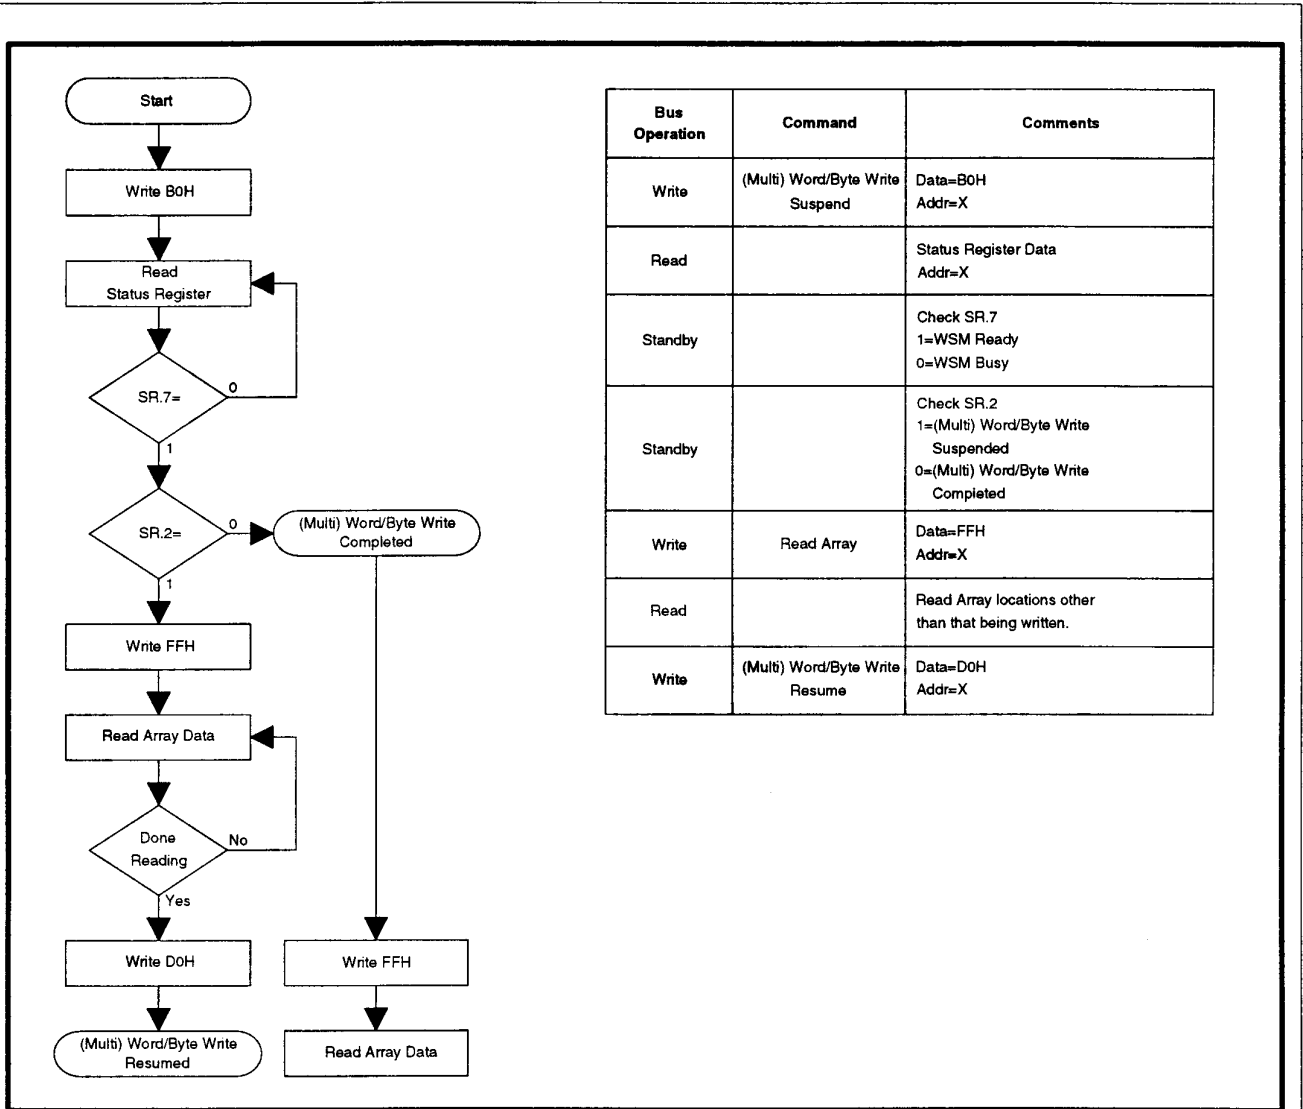 Start
Write B0H
Read
Status Register
SR.7=
0
1
SR.2=
0
(Multi) Word/Byte Write
Completed
1
Write FFH
Read Array Data
Done
Reading
No
Yes
Write D0H
(Multi) Word/Byte Write
Resumed
Write FFH
Read Array Data
Bus
Operation
Command
Comments
Write
(Multi) Word/Byte Write
Suspend
Data=B0H
Addr=X
Read
Status Register Data
Addr=X
Standby
Check SR.7
1=WSM Ready
0=WSM Busy
Standby
Check SR.2
1=(Multi) Word/Byte Write
Suspended
0=(Multi) Word/Byte Write
Completed
Write
Read Array
Data=FFH
Addr=X
Read
Read Array locations other
than that being written.
Write
(Multi) Word/Byte Write
Resume
Data=D0H
Addr=X